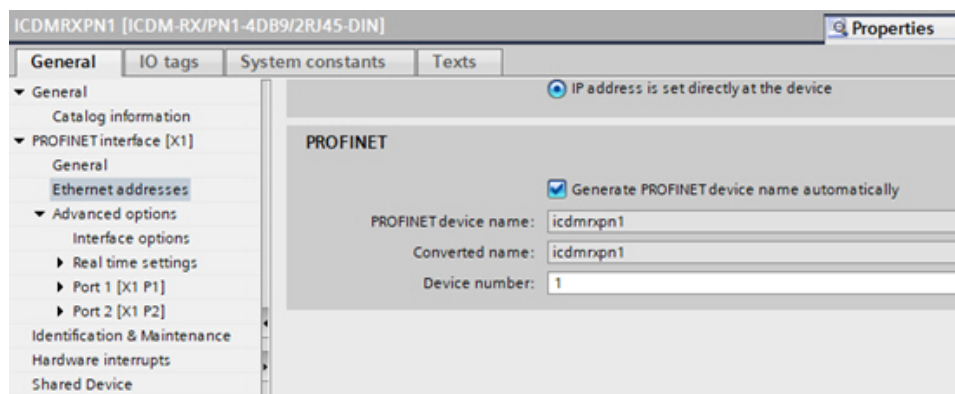 ICDMRXPN1 [ICDM-RX/PN1-4DB9/2RJ45-DIN]
Properties
General IO tags System constants Texts
General
Catalog information
PROFINET interface [X1]
General
Ethernet addresses
Advanced options
Interface options
Real time settings
Port 1 [X1 P1]
Port 2 [X1 P2]
Identification & Maintenance
Hardware interrupts
Shared Device
IP address is set directly at the device
PROFINET
Generate PROFINET device name automatically
PROFINET device name: icdmrxpn1
Converted name: icdmrxpn1
Device number: 1